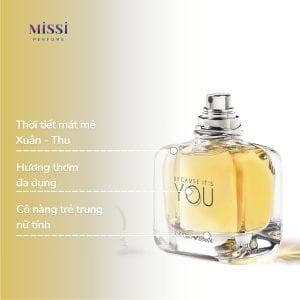 MISSI
PERFUME
Thời tiết mát mẻ
Xuân - Thu
Hương thơm
đa dụng
Cô nàng trẻ trung
nữ tính
BECAUSE IT'S
YOU